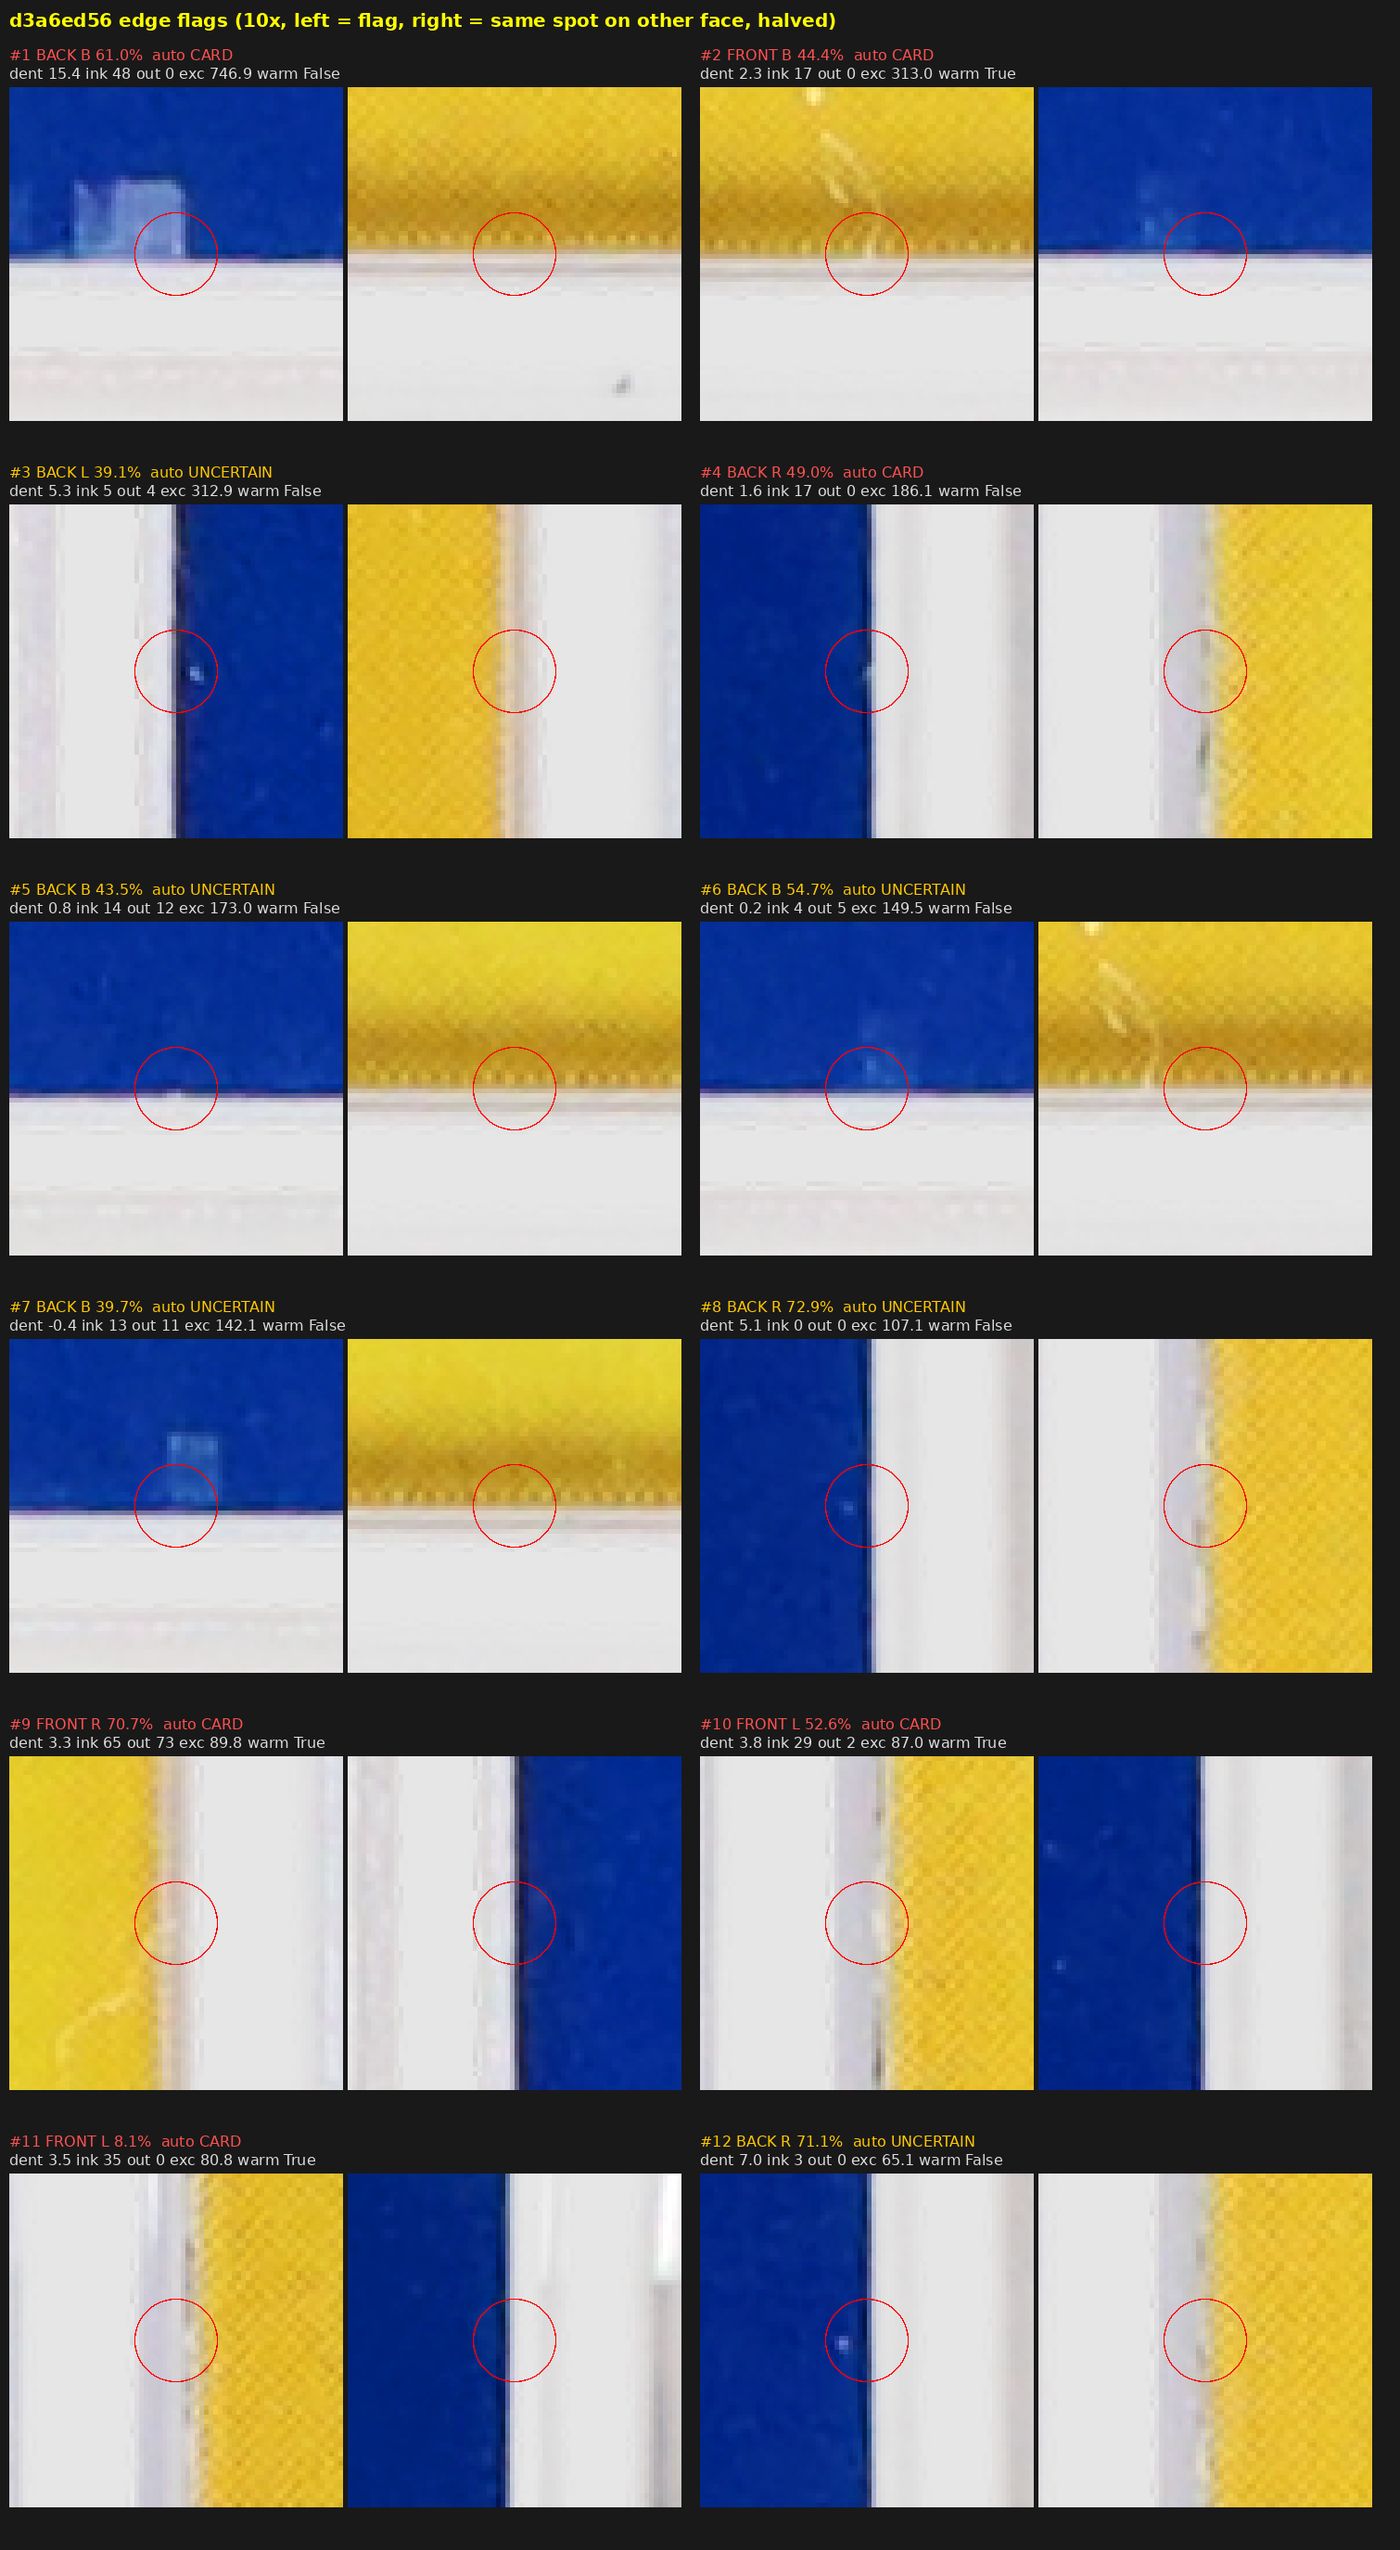 d3a6ed56 edge flags (10x, left = flag, right = same spot on other face, halved)
#1 BACK B 61.0%  auto CARD
dent 15.4 ink 48 out 0 exc 746.9 warm False
#2 FRONT B 44.4%  auto CARD
dent 2.3 ink 17 out 0 exc 313.0 warm True
#3 BACK L 39.1%  auto UNCERTAIN
dent 5.3 ink 5 out 4 exc 312.9 warm False
#4 BACK R 49.0%  auto CARD
dent 1.6 ink 17 out 0 exc 186.1 warm False
#5 BACK B 43.5%  auto UNCERTAIN
dent 0.8 ink 14 out 12 exc 173.0 warm False
#6 BACK B 54.7%  auto UNCERTAIN
dent 0.2 ink 4 out 5 exc 149.5 warm False
#7 BACK B 39.7%  auto UNCERTAIN
dent -0.4 ink 13 out 11 exc 142.1 warm False
#8 BACK R 72.9%  auto UNCERTAIN
dent 5.1 ink 0 out 0 exc 107.1 warm False
#9 FRONT R 70.7%  auto CARD
dent 3.3 ink 65 out 73 exc 89.8 warm True
#10 FRONT L 52.6%  auto CARD
dent 3.8 ink 29 out 2 exc 87.0 warm True
#11 FRONT L 8.1%  auto CARD
dent 3.5 ink 35 out 0 exc 80.8 warm True
#12 BACK R 71.1%  auto UNCERTAIN
dent 7.0 ink 3 out 0 exc 65.1 warm False